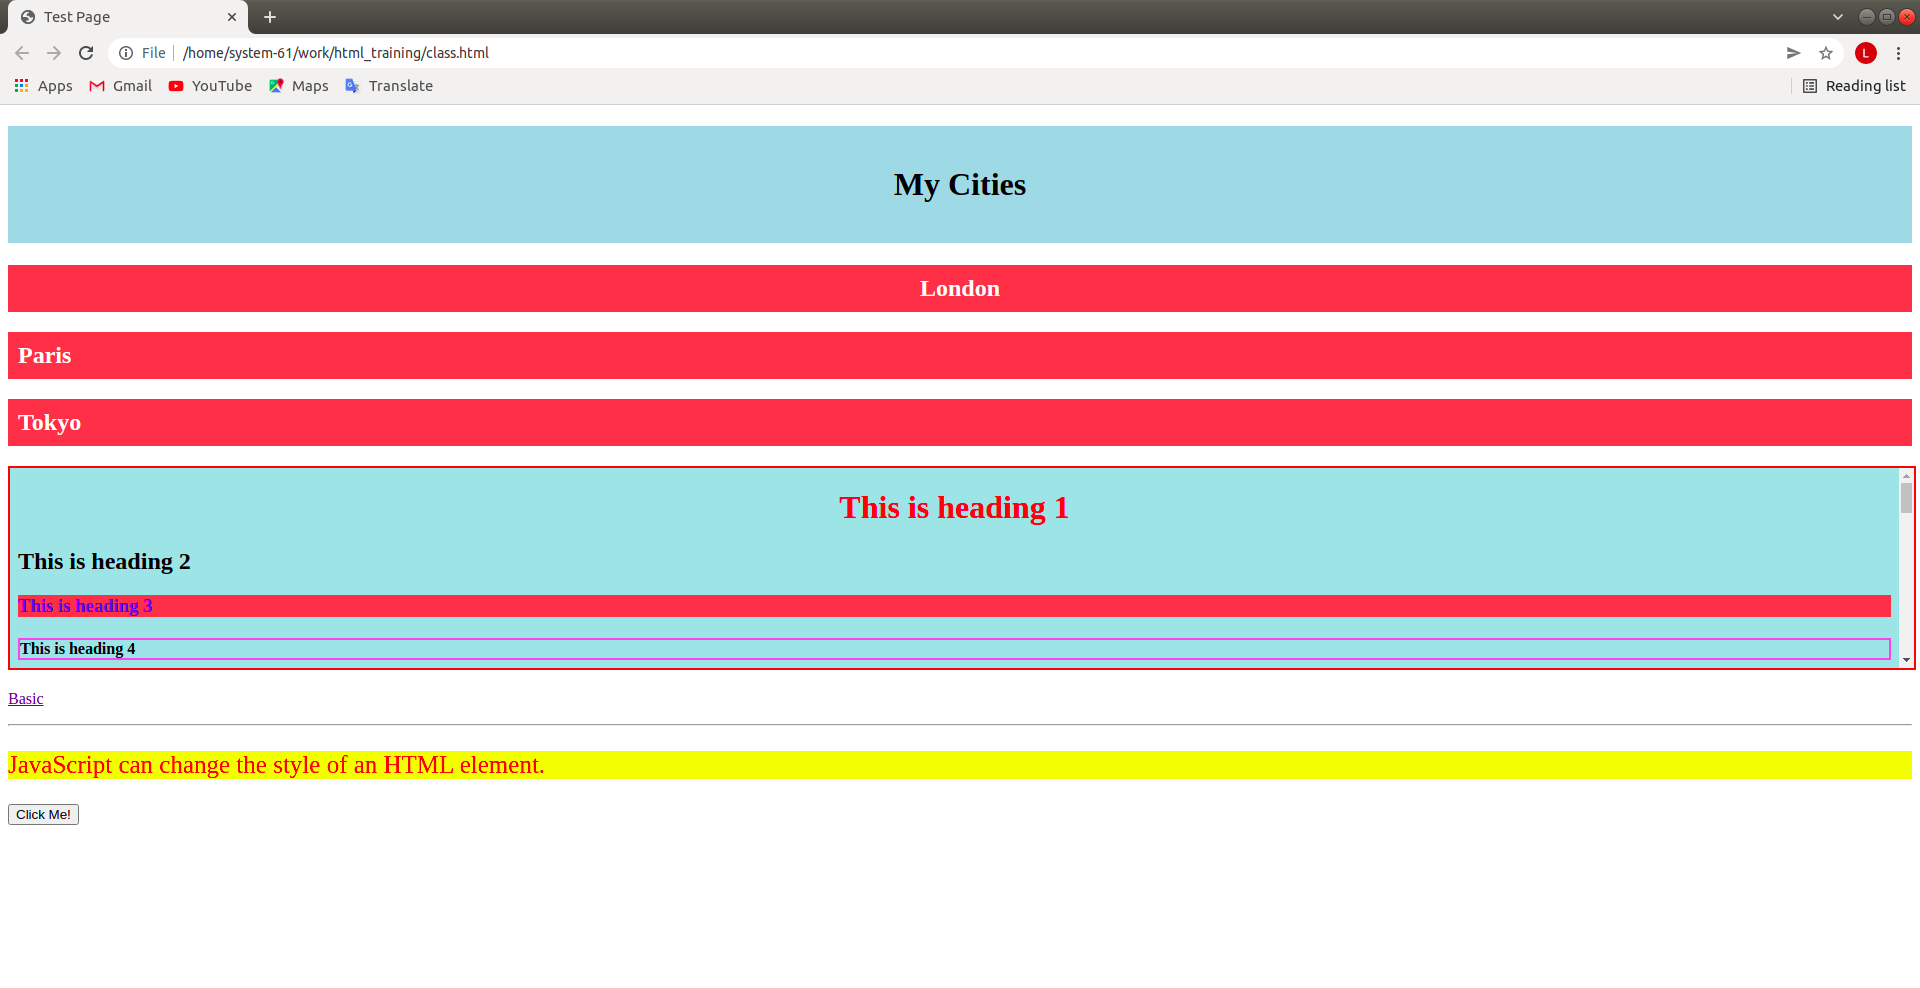 Test Page
File /home/system-61/work/html_training/class.html
L
Apps Gmail YouTube Maps Translate Reading list
My Cities
London
Paris
Tokyo
This is heading 1
This is heading 2
This is heading 3
This is heading 4
Basic
JavaScript can change the style of an HTML element.
Click Me!